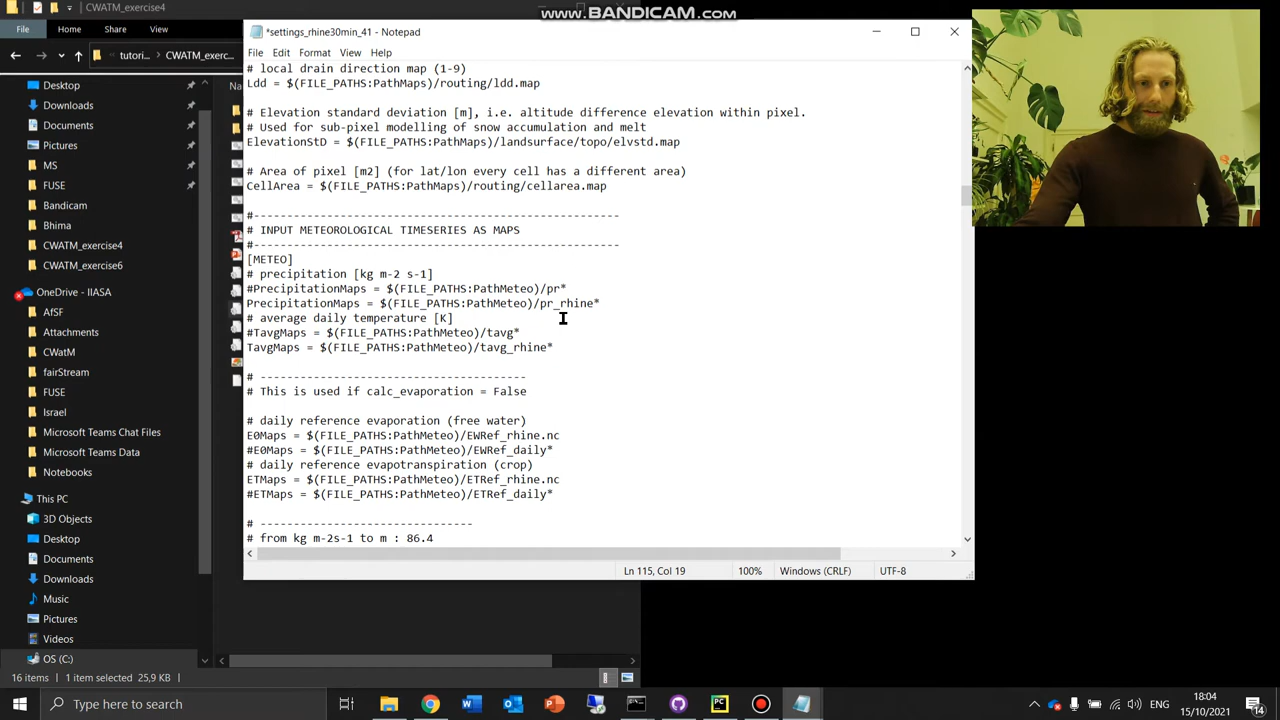 www.BANDICAM.com
CWATM_exercise4
File
Home
Share
View
tutori...
CWATM_exerc...
Desktop
Downloads
Documents
Pictures
MS
FUSE
Bandicam
Bhima
CWATM_exercise4
CWATM_exercise6
OneDrive - IIASA
AfSF
Attachments
CWatM
fairStream
FUSE
Israel
Microsoft Teams Chat Files
Microsoft Teams Data
Notebooks
This PC
3D Objects
Desktop
Documents
Downloads
Music
Pictures
Videos
OS (C:)
16 items
1 item selected 25,9 KB
Na
*settings_rhine30min_41 - Notepad
File Edit Format View Help
# local drain direction map (1-9)
Ldd = $(FILE_PATHS:PathMaps)/routing/ldd.map
# Elevation standard deviation [m], i.e. altitude difference elevation within pixel.
# Used for sub-pixel modelling of snow accumulation and melt
ElevationStD = $(FILE_PATHS:PathMaps)/landsurface/topo/elvstd.map
# Area of pixel [m2] (for lat/lon every cell has a different area)
CellArea = $(FILE_PATHS:PathMaps)/routing/cellarea.map
#-------------------------------------------------------
# INPUT METEOROLOGICAL TIMESERIES AS MAPS
#-------------------------------------------------------
[METEO]
# precipitation [kg m-2 s-1]
#PrecipitationMaps = $(FILE_PATHS:PathMeteo)/pr*
PrecipitationMaps = $(FILE_PATHS:PathMeteo)/pr_rhine*
# average daily temperature [K]
#TavgMaps = $(FILE_PATHS:PathMeteo)/tavg*
TavgMaps = $(FILE_PATHS:PathMeteo)/tavg_rhine*
# ----------------------------------------
# This is used if calc_evaporation = False
# daily reference evaporation (free water)
E0Maps = $(FILE_PATHS:PathMeteo)/EWRef_rhine.nc
#E0Maps = $(FILE_PATHS:PathMeteo)/EWRef_daily*
# daily reference evapotranspiration (crop)
ETMaps = $(FILE_PATHS:PathMeteo)/ETRef_rhine.nc
#ETMaps = $(FILE_PATHS:PathMeteo)/ETRef_daily*
# --------------------------------
# from kg m-2s-1 to m : 86.4
Ln 115, Col 19
100%
Windows (CRLF)
UTF-8
Type here to search
ENG
18:04
15/10/2021
14